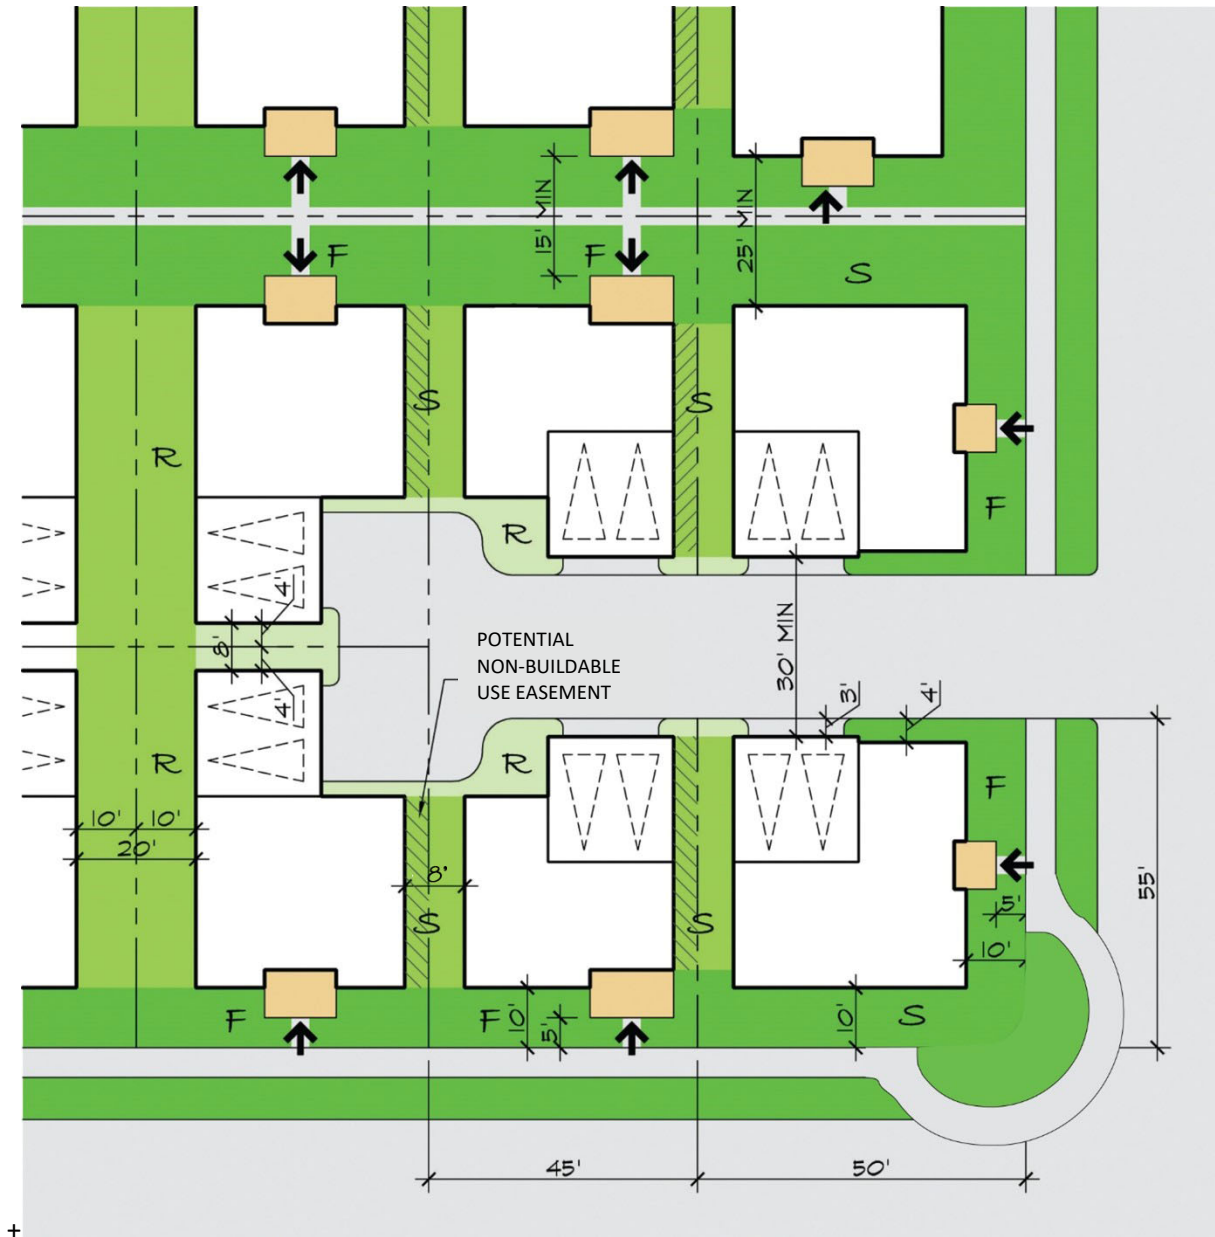 15' MIN
25' MIN
F
F
S
S
S
R
F
R
4'
8'
4'
30' MIN
POTENTIAL
NON-BUILDABLE
USE EASEMENT
3'
4'
R
R
F
10'
10'
20'
8'
55'
5'
S
S
10'
F
F
10'
5'
10'
S
45'
50'
+